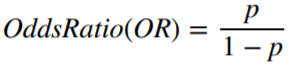 OddsRatio(OR) = p / 1 − p